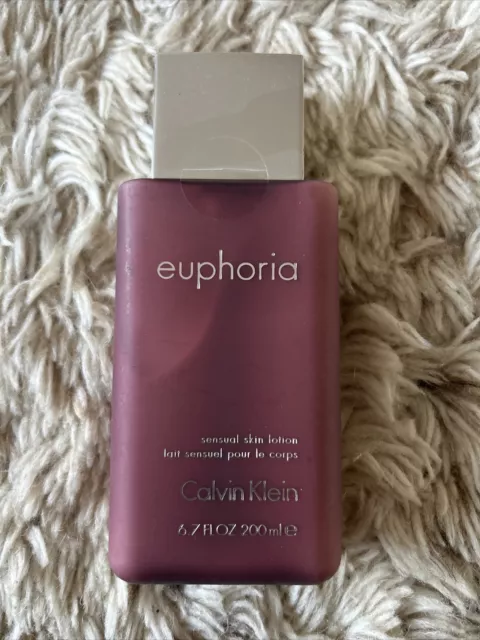 euphoria
sensual skin lotion
lait sensuel pour le corps
Calvin Klein
6.7 FL OZ 200 ml ℮